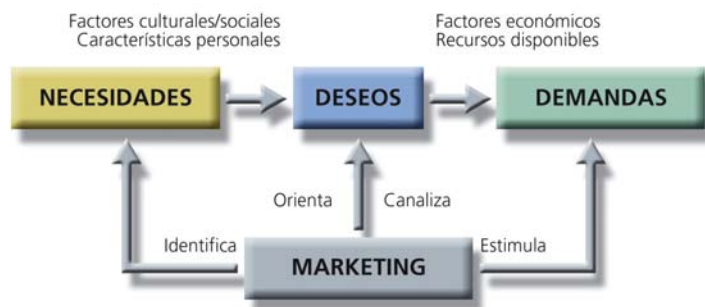 Factores culturales/sociales
Características personales
Factores económicos
Recursos disponibles
NECESIDADES
DESEOS
DEMANDAS
Orienta
Canaliza
Identifica
Estimula
MARKETING